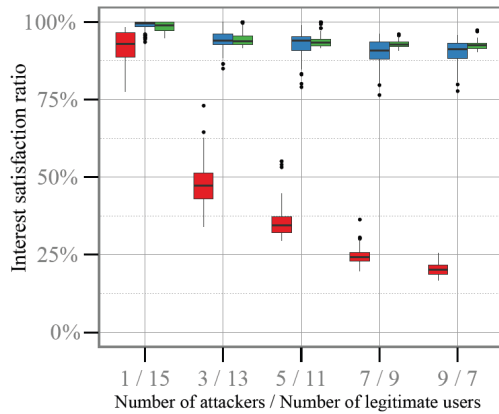 100%
75%
50%
25%
0%
Interest satisfaction ratio
1 / 15
3 / 13
5 / 11
7 / 9
9 / 7
Number of attackers / Number of legitimate users